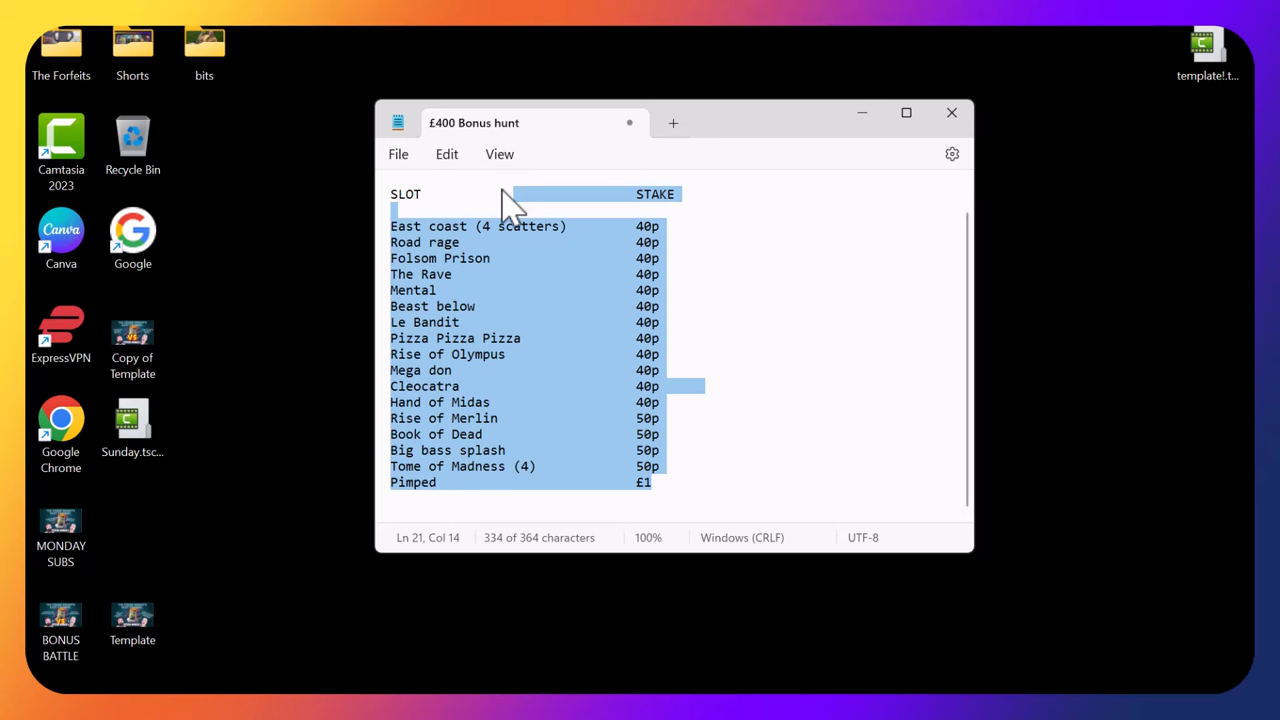 The Forfeits
Shorts
bits
template!.t...
Camtasia
2023
Recycle Bin
Canva
Canva
Google
ExpressVPN
Copy of
Template
Google
Chrome
Sunday.tsc...
MONDAY
SUBS
BONUS
BATTLE
Template
£400 Bonus hunt
File Edit View
SLOT STAKE
East coast (4 scatters) 40p
Road rage 40p
Folsom Prison 40p
The Rave 40p
Mental 40p
Beast below 40p
Le Bandit 40p
Pizza Pizza Pizza 40p
Rise of Olympus 40p
Mega don 40p
Cleocatra 40p
Hand of Midas 40p
Rise of Merlin 50p
Book of Dead 50p
Big bass splash 50p
Tome of Madness (4) 50p
Pimped £1
Ln 21, Col 14 334 of 364 characters 100% Windows (CRLF) UTF-8